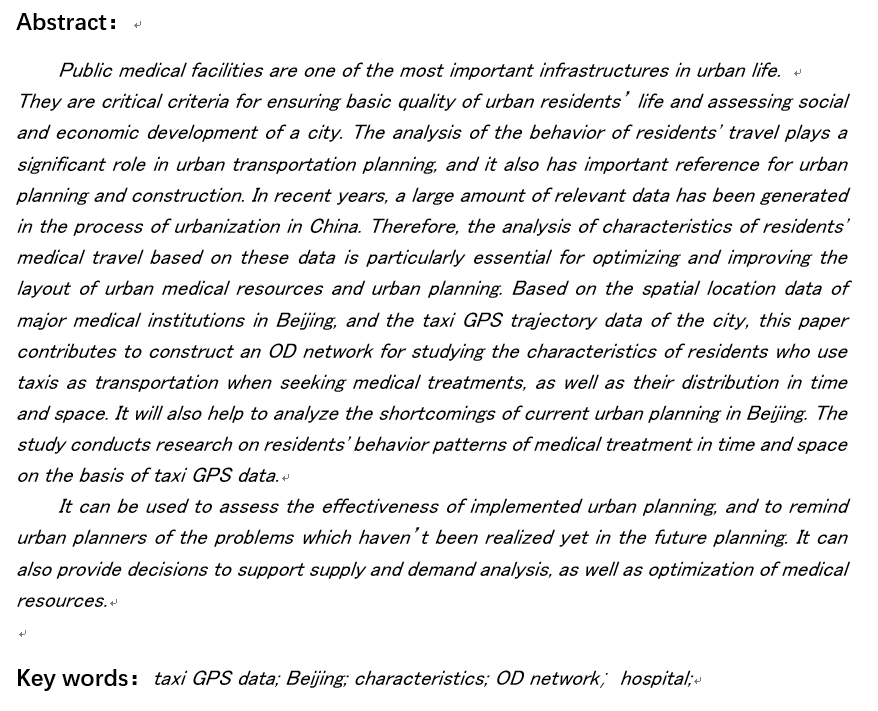 Abstract：
Public medical facilities are one of the most important infrastructures in urban life.
They are critical criteria for ensuring basic quality of urban residents’ life and assessing social
and economic development of a city. The analysis of the behavior of residents' travel plays a
significant role in urban transportation planning, and it also has important reference for urban
planning and construction. In recent years, a large amount of relevant data has been generated
in the process of urbanization in China. Therefore, the analysis of characteristics of residents'
medical travel based on these data is particularly essential for optimizing and improving the
layout of urban medical resources and urban planning. Based on the spatial location data of
major medical institutions in Beijing, and the taxi GPS trajectory data of the city, this paper
contributes to construct an OD network for studying the characteristics of residents who use
taxis as transportation when seeking medical treatments, as well as their distribution in time
and space. It will also help to analyze the shortcomings of current urban planning in Beijing. The
study conducts research on residents' behavior patterns of medical treatment in time and space
on the basis of taxi GPS data.
It can be used to assess the effectiveness of implemented urban planning, and to remind
urban planners of the problems which haven’t been realized yet in the future planning. It can
also provide decisions to support supply and demand analysis, as well as optimization of medical
resources.
Key words： taxi GPS data; Beijing; characteristics; OD network； hospital;